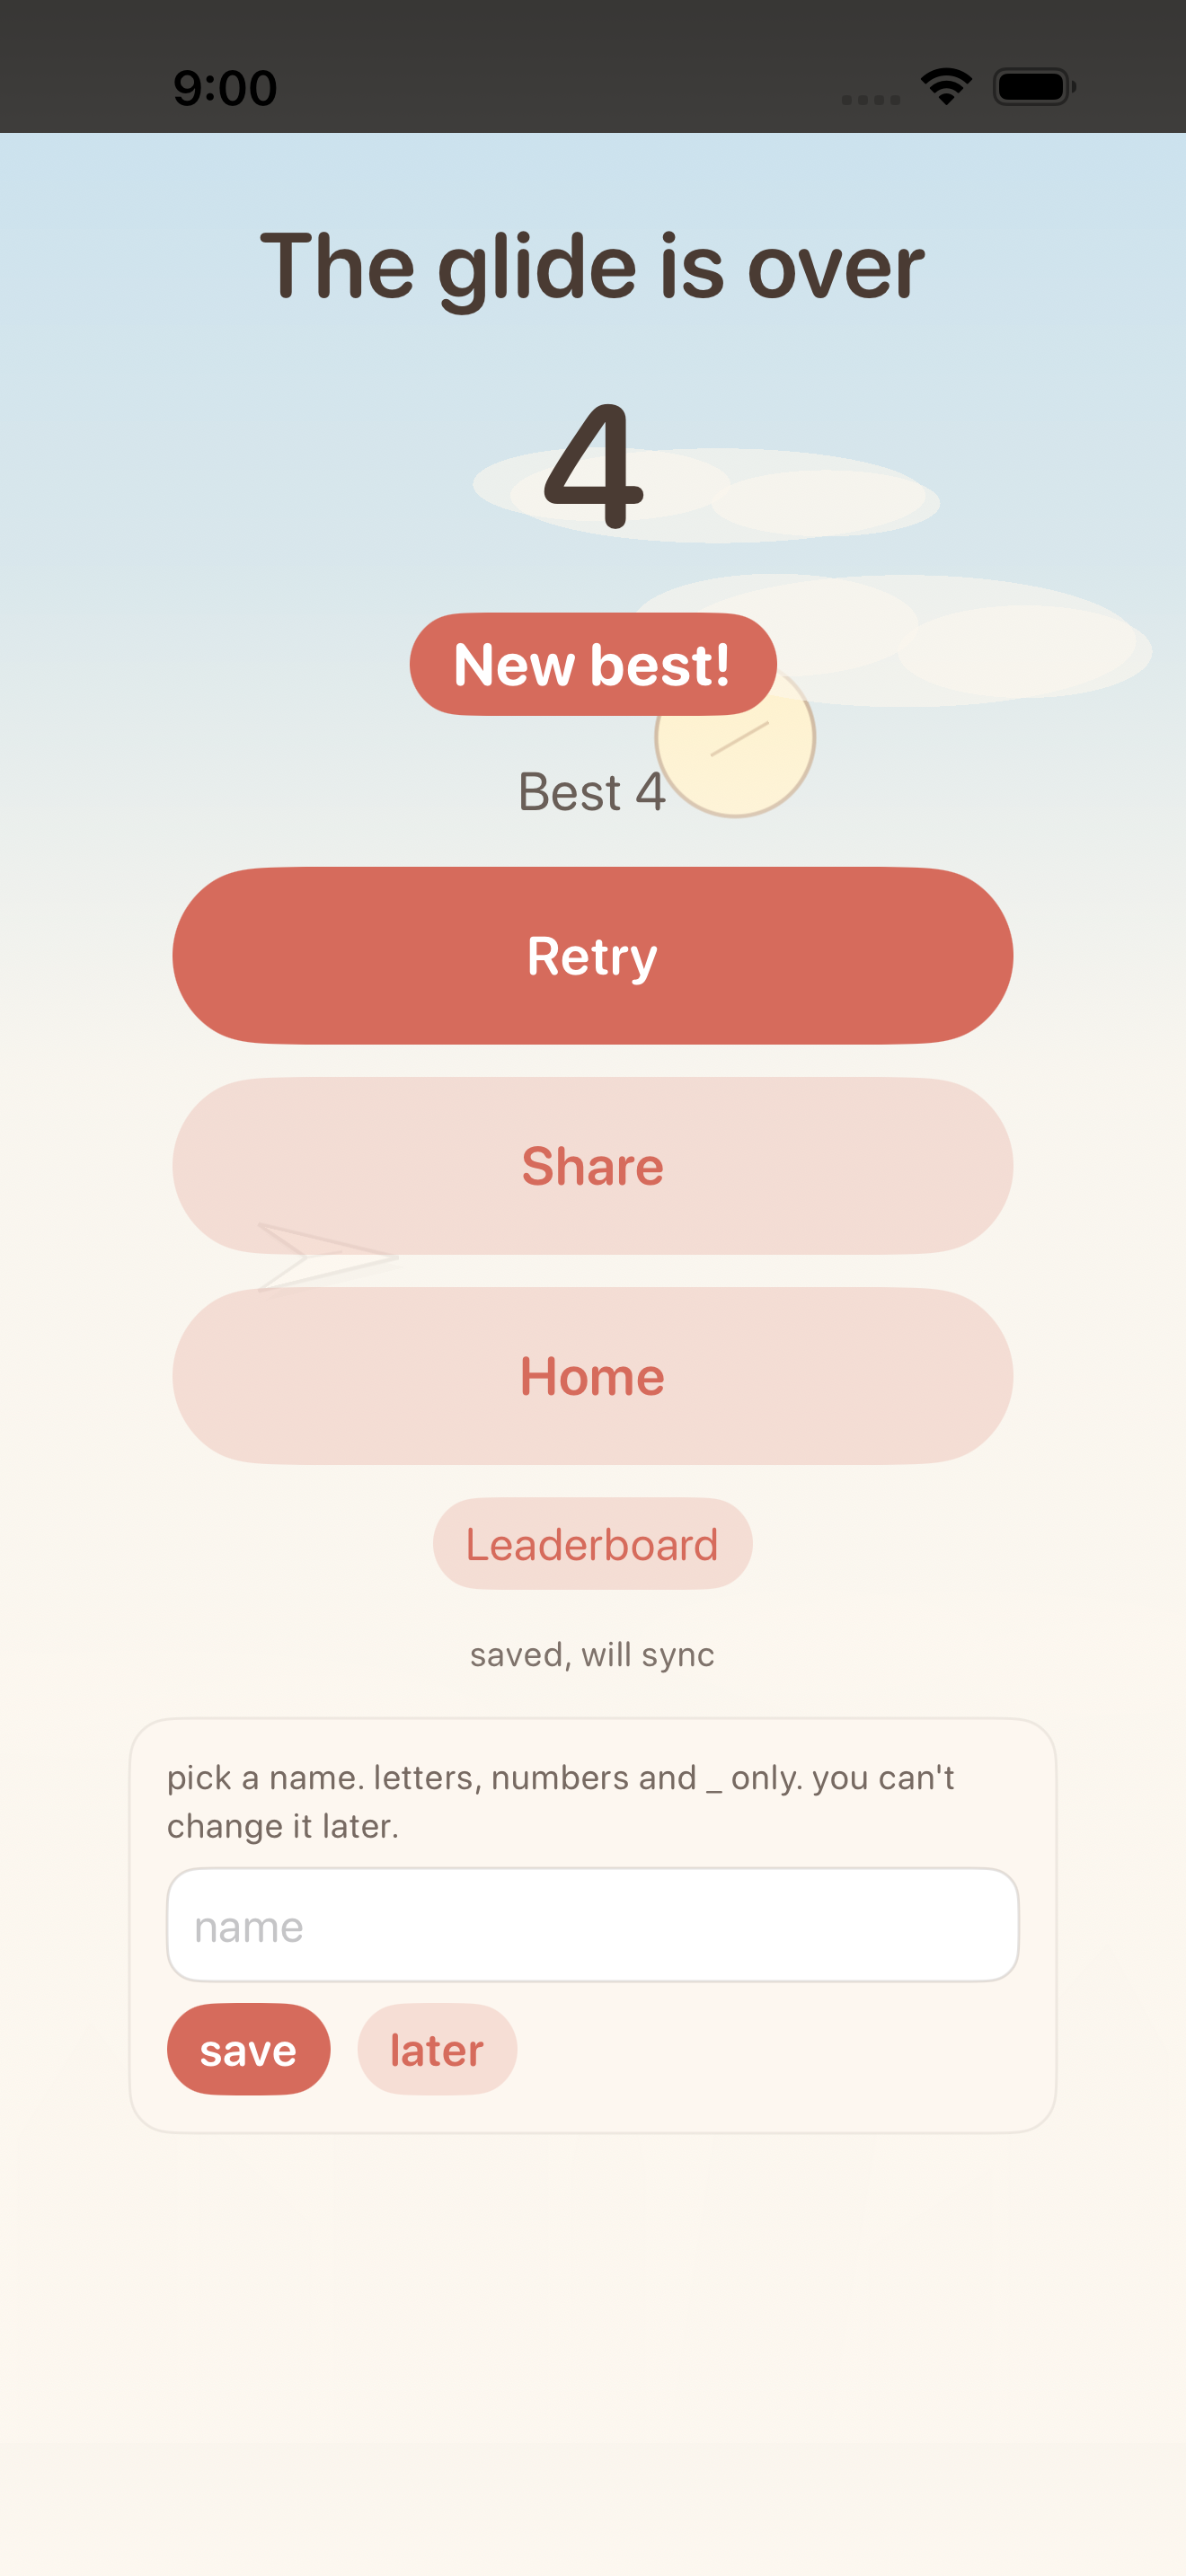 9:00
The glide is over
4
New best!
Best 4
Retry
Share
Home
Leaderboard
saved, will sync
pick a name. letters, numbers and _ only. you can't
change it later.
name
save later